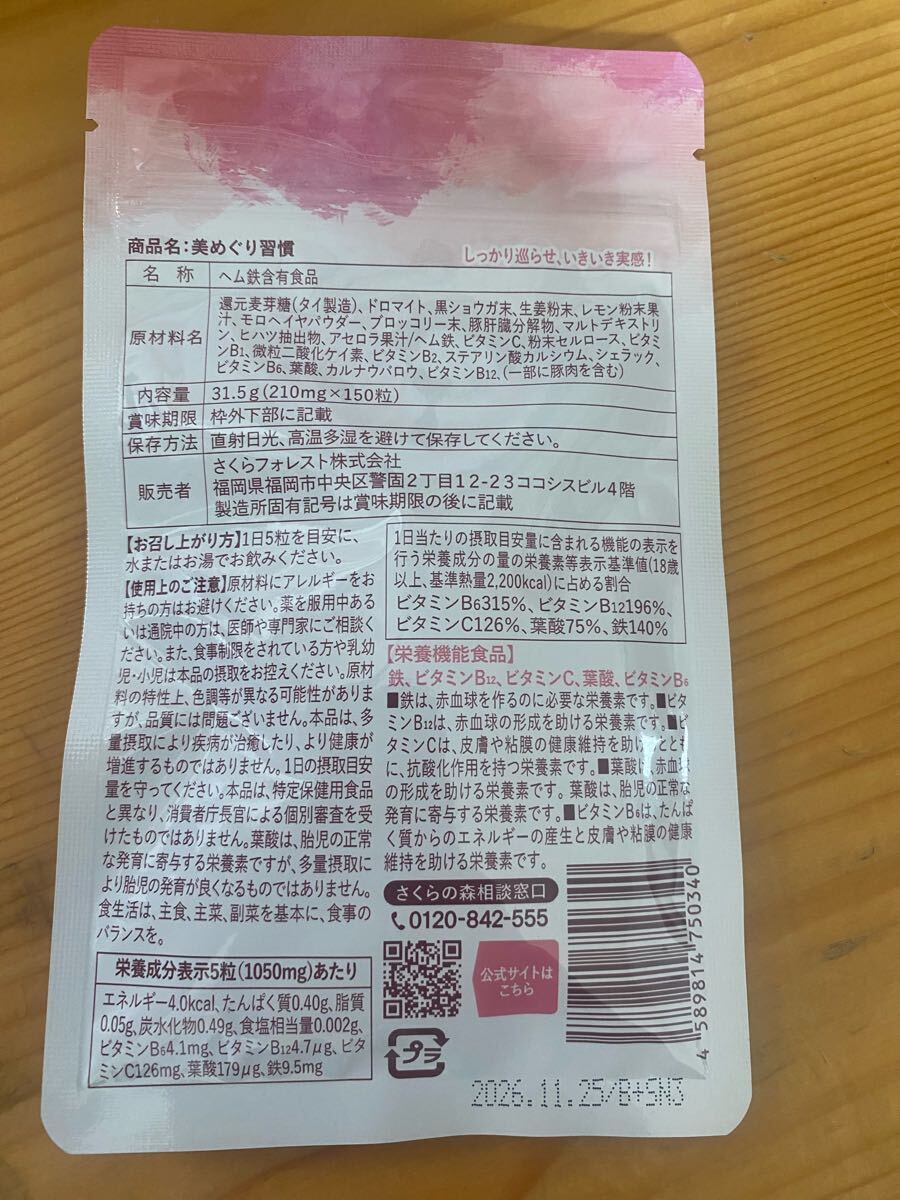 商品名:美めぐり習慣
しっかり巡らせ、いきいき実感!
名 称 ヘム鉄含有食品
原材料名
還元麦芽糖(タイ製造)、ドロマイト、黒ショウガ末、生姜粉末、レモン粉末果
汁、モロヘイヤパウダー、ブロッコリー末、豚肝臓分解物、マルトデキストリ
ン、ヒハツ抽出物、アセロラ果汁/ヘム鉄、ビタミンC、粉末セルロース、ビタミ
ンB1、微粒二酸化ケイ素、ビタミンB2、ステアリン酸カルシウム、シェラック、
ビタミンB6、葉酸、カルナウバロウ、ビタミンB12、(一部に豚肉を含む)
内容量 31.5g(210mg×150粒)
賞味期限 枠外下部に記載
保存方法 直射日光、高温多湿を避けて保存してください。
販売者
さくらフォレスト株式会社
福岡県福岡市中央区警固2丁目12-23ココシスビル4階
製造所固有記号は賞味期限の後に記載
【お召し上がり方】1日5粒を目安に、
水またはお湯でお飲みください。
【使用上のご注意】原材料にアレルギーをお
持ちの方はお避けください。薬を服用中ある
いは通院中の方は、医師や専門家にご相談く
ださい。また、食事制限をされている方や乳幼
児・小児は本品の摂取をお控えください。原材
料の特性上、色調等が異なる可能性がありま
すが、品質には問題ございません。本品は、多
量摂取により疾病が治癒したり、より健康が
増進するものではありません。1日の摂取目安
量を守ってください。本品は、特定保健用食品
と異なり、消費者庁長官による個別審査を受
けたものではありません。葉酸は、胎児の正常
な発育に寄与する栄養素ですが、多量摂取に
より胎児の発育が良くなるものではありません。
食生活は、主食、主菜、副菜を基本に、食事の
バランスを。
栄養成分表示5粒(1050mg)あたり
エネルギー4.0kcal、たんぱく質0.40g、脂質
0.05g、炭水化物0.49g、食塩相当量0.002g、
ビタミンB6 4.1mg、ビタミンB12 4.7μg、ビタ
ミンC126mg、葉酸179μg、鉄9.5mg
1日当たりの摂取目安量に含まれる機能の表示を
行う栄養成分の量の栄養素等表示基準値(18歳
以上、基準熱量2,200kcal)に占める割合
ビタミンB6 315%、ビタミンB12 196%、
ビタミンC126%、葉酸75%、鉄140%
【栄養機能食品】
鉄、ビタミンB12、ビタミンC、葉酸、ビタミンB6
■鉄は、赤血球を作るのに必要な栄養素です。■ビタ
ミンB12は、赤血球の形成を助ける栄養素です。■ビ
タミンCは、皮膚や粘膜の健康維持を助けるととも
に、抗酸化作用を持つ栄養素です。■葉酸は、赤血球
の形成を助ける栄養素です。葉酸は、胎児の正常な
発育に寄与する栄養素です。■ビタミンB6は、たんぱ
く質からのエネルギーの産生と皮膚や粘膜の健康
維持を助ける栄養素です。
さくらの森相談窓口
0120-842-555
公式サイトは
こちら
プラ
4 589814 750340
2026.11.25/B+SN3